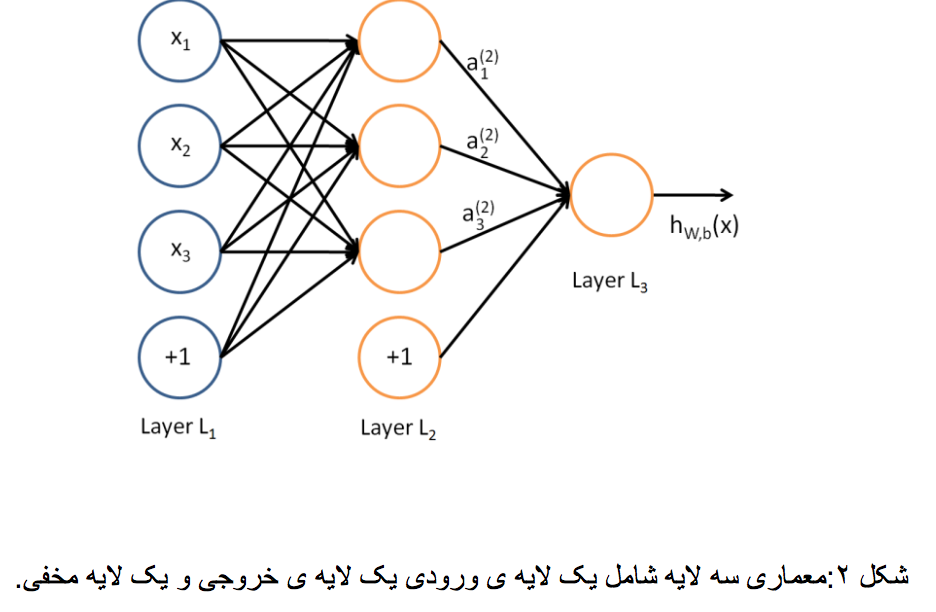 x₁
a₁⁽²⁾
x₂
a₂⁽²⁾
x₃
a₃⁽²⁾
h_W,b(x)
Layer L₃
+1
+1
Layer L₁
Layer L₂
شکل ۲:معماری سه لایه شامل یک لایه ی ورودی یک لایه ی خروجی و یک لایه مخفی.